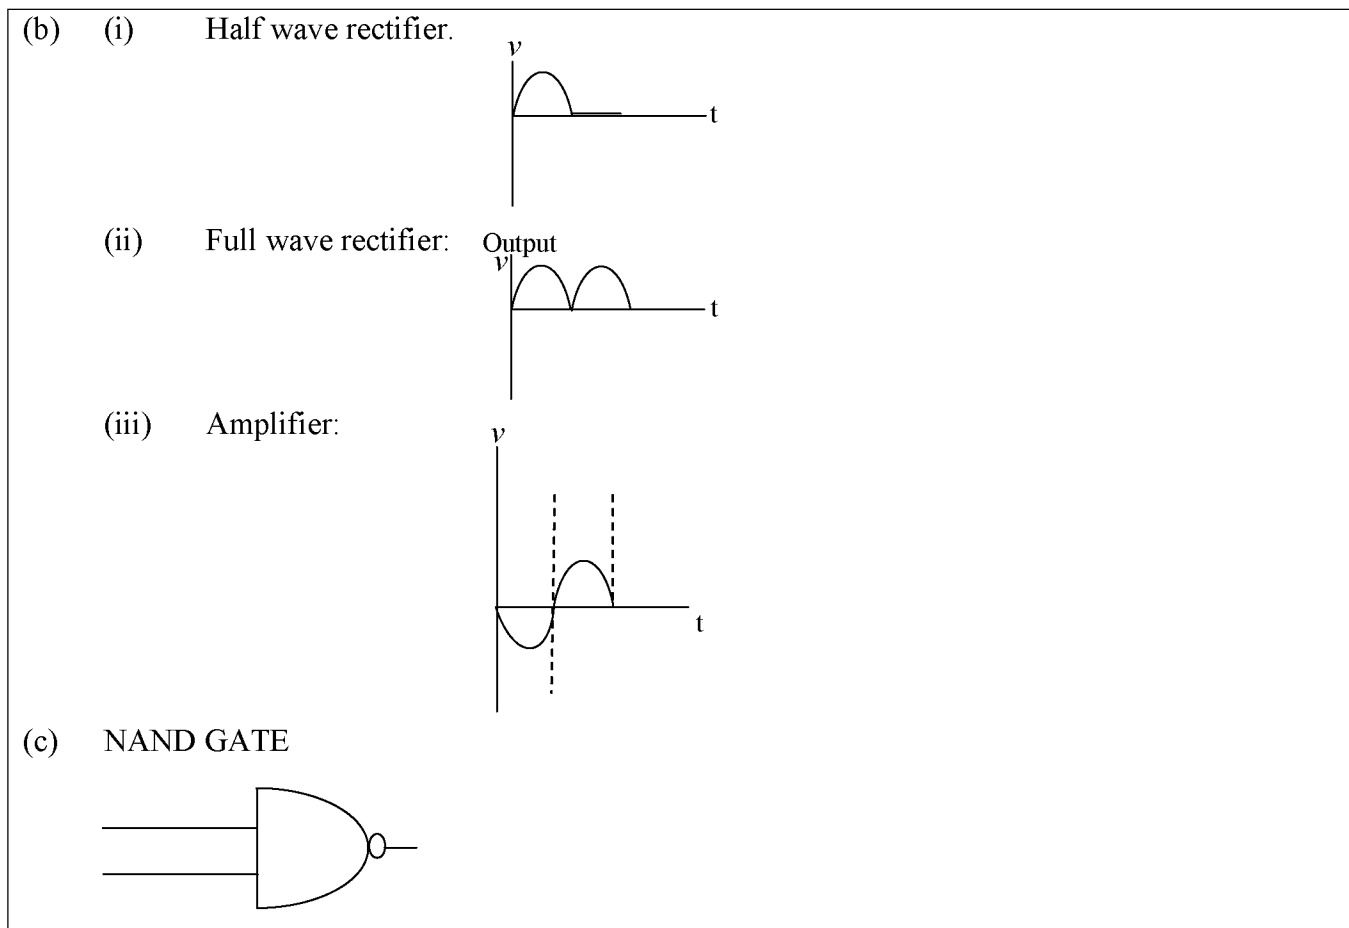 (b) (i) Half wave rectifier.
v
t
(ii) Full wave rectifier: Output
v
t
(iii) Amplifier:
v
t
(c) NAND GATE